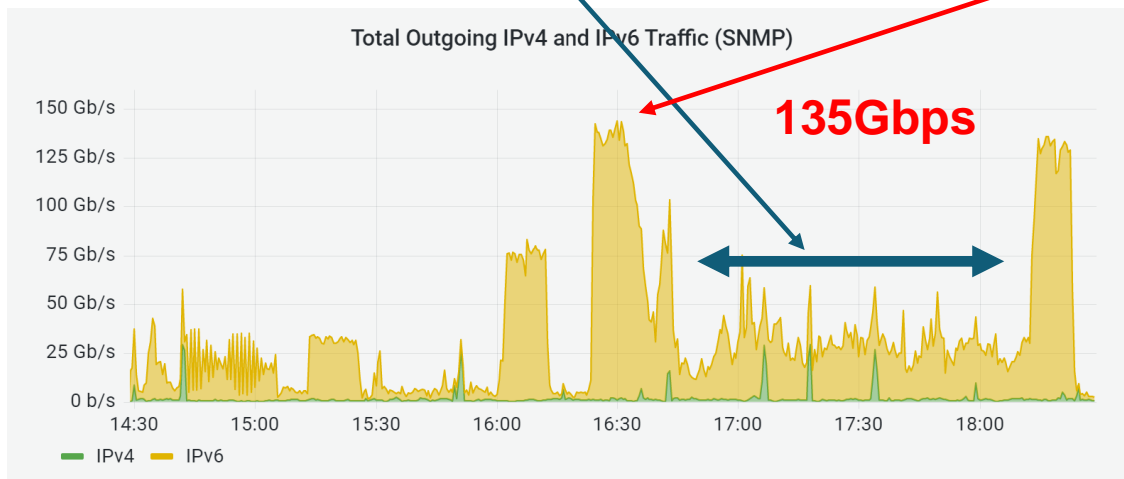 Total Outgoing IPv4 and IPv6 Traffic (SNMP)
150 Gb/s
135Gbps
125 Gb/s
100 Gb/s
75 Gb/s
50 Gb/s
25 Gb/s
0 b/s
14:30 15:00 15:30 16:00 16:30 17:00 17:30 18:00
IPv4 IPv6